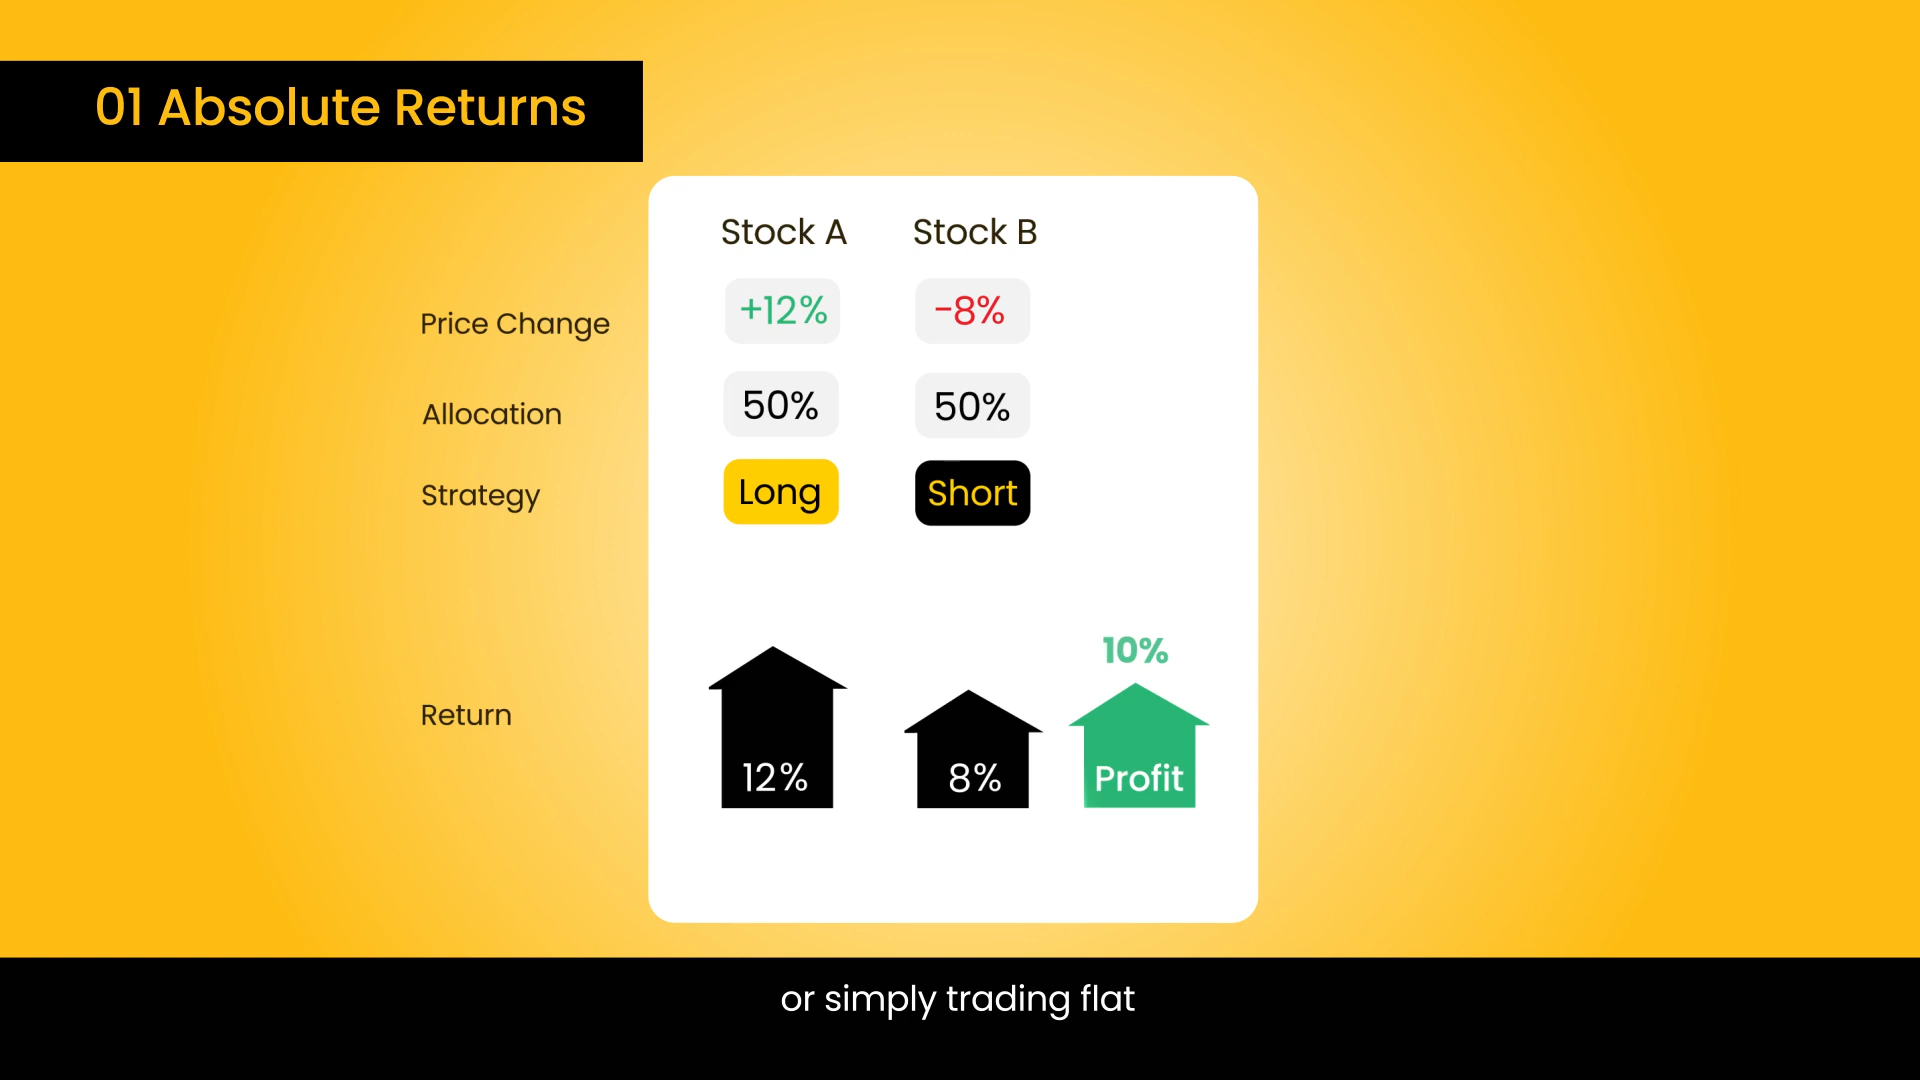 01 Absolute Returns
Stock A Stock B
Price Change +12% -8%
Allocation 50% 50%
Strategy Long Short
10%
Return 12% 8% Profit
or simply trading flat